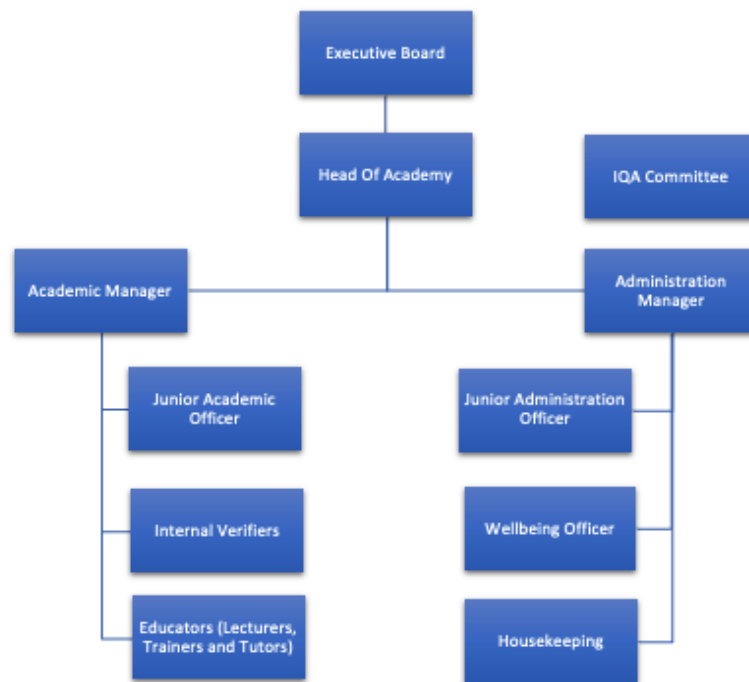 Executive Board
Head Of Academy
IQA Committee
Academic Manager
Administration
Manager
Junior Academic
Officer
Junior Administration
Officer
Internal Verifiers
Wellbeing Officer
Educators (Lecturers,
Trainers and Tutors)
Housekeeping